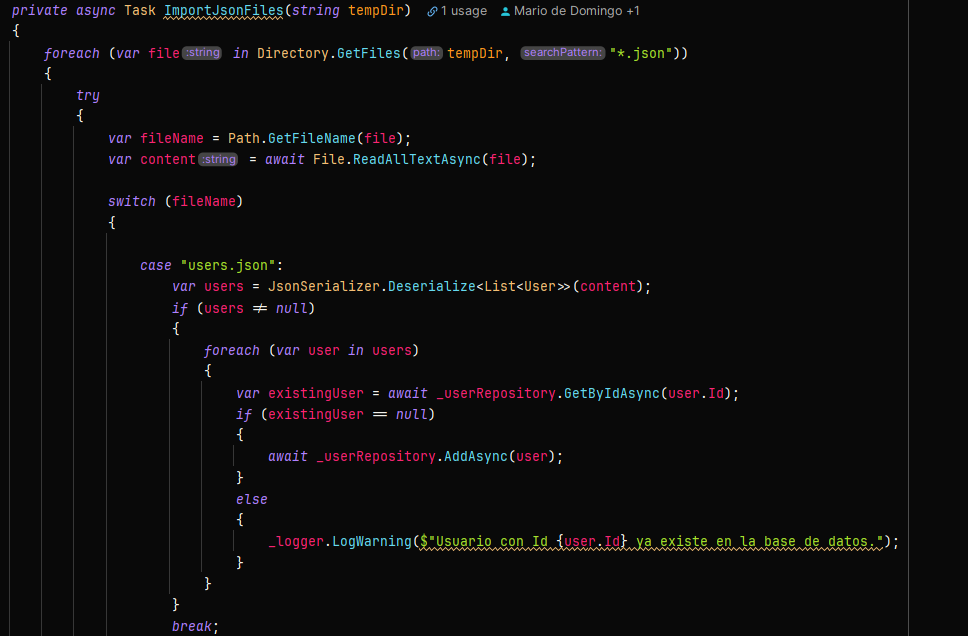 private async Task ImportJsonFiles(string tempDir) 1 usage Mario de Domingo +1
{
foreach (var file :string in Directory.GetFiles( path: tempDir, searchPattern: "*.json"))
{
try
{
var fileName = Path.GetFileName(file);
var content :string = await File.ReadAllTextAsync(file);
switch (fileName)
{
case "users.json":
var users = JsonSerializer.Deserialize<List<User>>(content);
if (users != null)
{
foreach (var user in users)
{
var existingUser = await _userRepository.GetByIdAsync(user.Id);
if (existingUser == null)
{
await _userRepository.AddAsync(user);
}
else
{
_logger.LogWarning($"Usuario con Id {user.Id} ya existe en la base de datos.");
}
}
}
break;